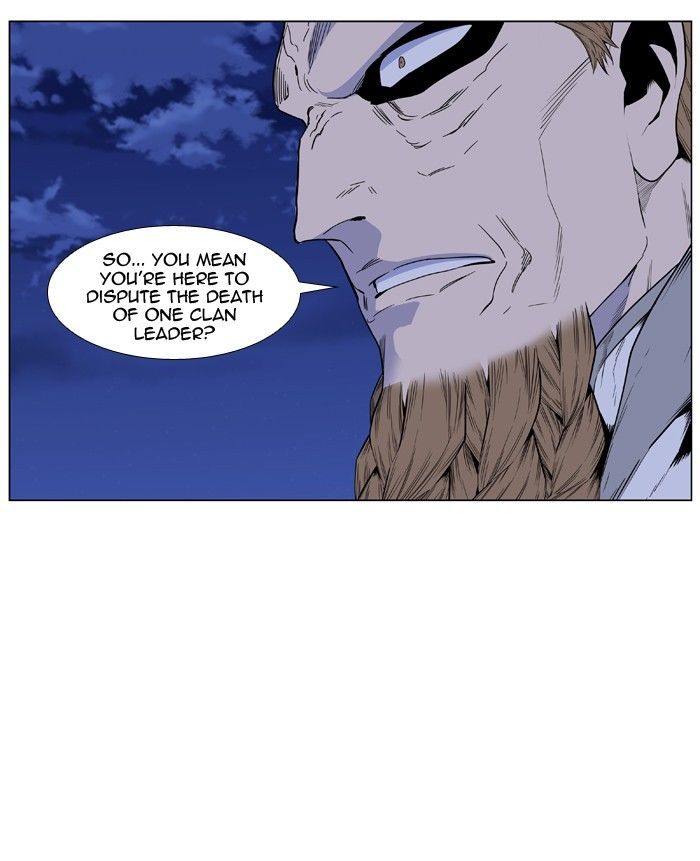 SO... YOU MEAN
YOU'RE HERE TO
DISPUTE THE DEATH
OF ONE CLAN
LEADER?